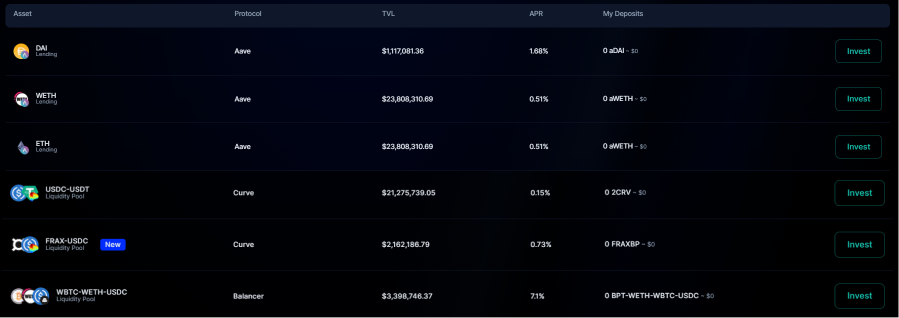 Asset Protocol TVL APR My Deposits
DAI
Lending
Aave $1,117,081.36 1.68% 0 aDAI ~ $0 Invest
WETH
Lending
Aave $23,808,310.69 0.51% 0 aWETH ~ $0 Invest
ETH
Lending
Aave $23,808,310.69 0.51% 0 aWETH ~ $0 Invest
USDC-USDT
Liquidity Pool
Curve $21,275,739.05 0.15% 0 2CRV ~ $0 Invest
FRAX-USDC
Liquidity Pool
New Curve $2,162,186.79 0.73% 0 FRAXBP ~ $0 Invest
WBTC-WETH-USDC
Liquidity Pool
Balancer $3,398,746.37 7.1% 0 BPT-WETH-WBTC-USDC ~ $0 Invest